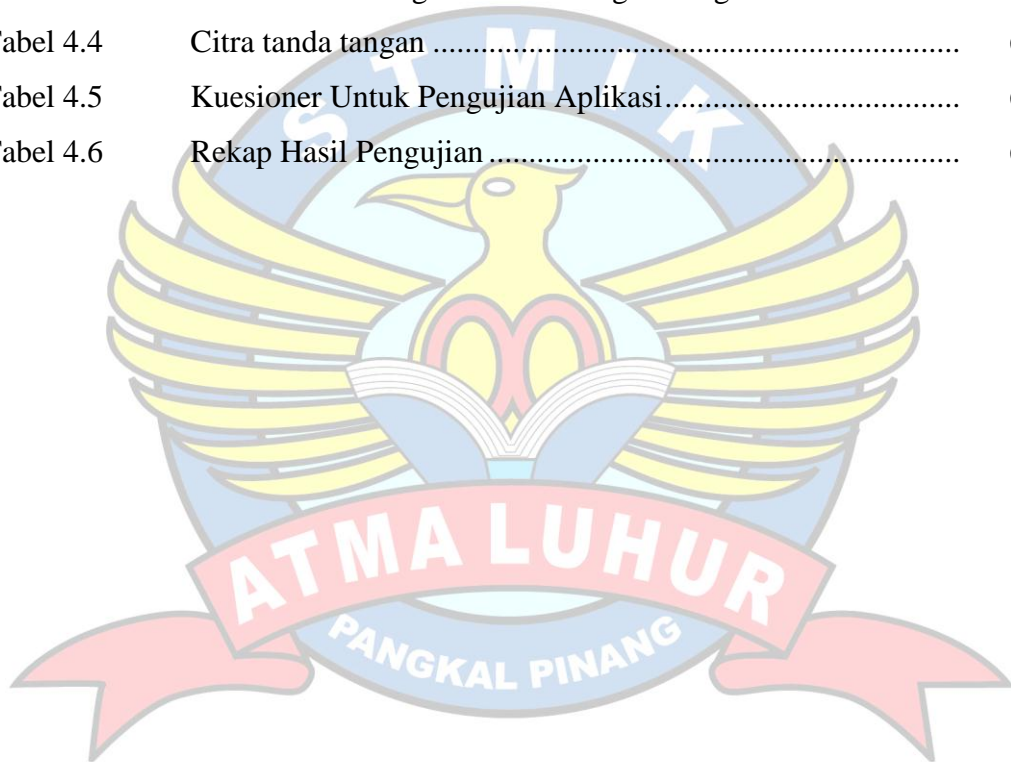 Tabel 4.4 Citra tanda tangan ....................................................................
Tabel 4.5 Kuesioner Untuk Pengujian Aplikasi......................................
Tabel 4.6 Rekap Hasil Pengujian .............................................................
STMIK
ATMA LUHUR
PANGKAL PINANG